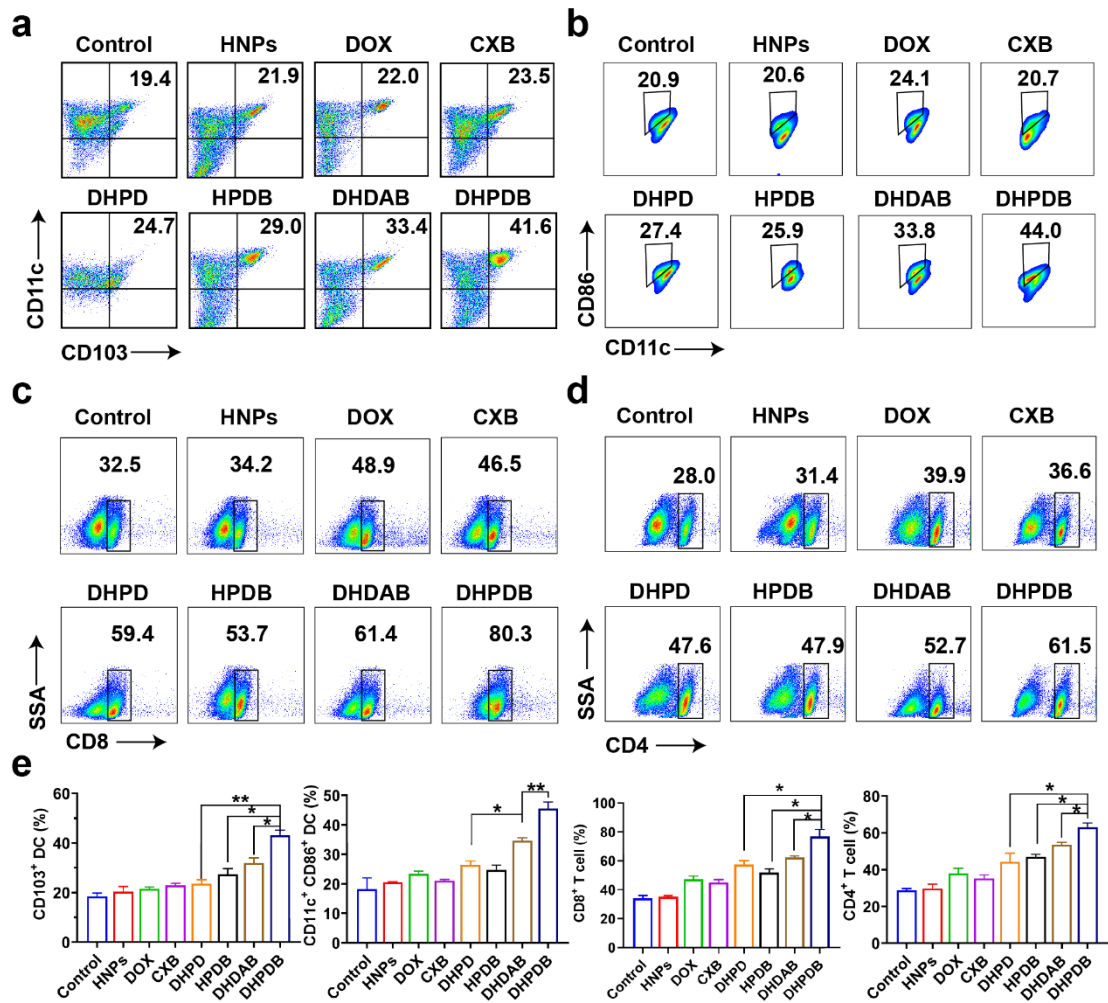 a
Control HNPs DOX CXB
19.4 21.9 22.0 23.5
DHPD HPDB DHDAB DHPDB
24.7 29.0 33.4 41.6
CD11c
CD103
b
Control HNPs DOX CXB
20.9 20.6 24.1 20.7
DHPD HPDB DHDAB DHPDB
27.4 25.9 33.8 44.0
CD86
CD11c
c
Control HNPs DOX CXB
32.5 34.2 48.9 46.5
DHPD HPDB DHDAB DHPDB
59.4 53.7 61.4 80.3
SSA
CD8
d
Control HNPs DOX CXB
28.0 31.4 39.9 36.6
DHPD HPDB DHDAB DHPDB
47.6 47.9 52.7 61.5
SSA
CD4
e
CD103+ DC (%)
60
40
20
0
**
*
*
Control HNPs DOX CXB DHPD HPDB DHDAB DHPDB
CD11c+ CD86+ DC (%)
50
40
30
20
10
0
**
*
Control HNPs DOX CXB DHPD HPDB DHDAB DHPDB
CD8+ T cell (%)
100
80
60
40
20
0
*
*
*
Control HNPs DOX CXB DHPD HPDB DHDAB DHPDB
CD4+ T cell (%)
80
60
40
20
0
*
*
*
Control HNPs DOX CXB DHPD HPDB DHDAB DHPDB